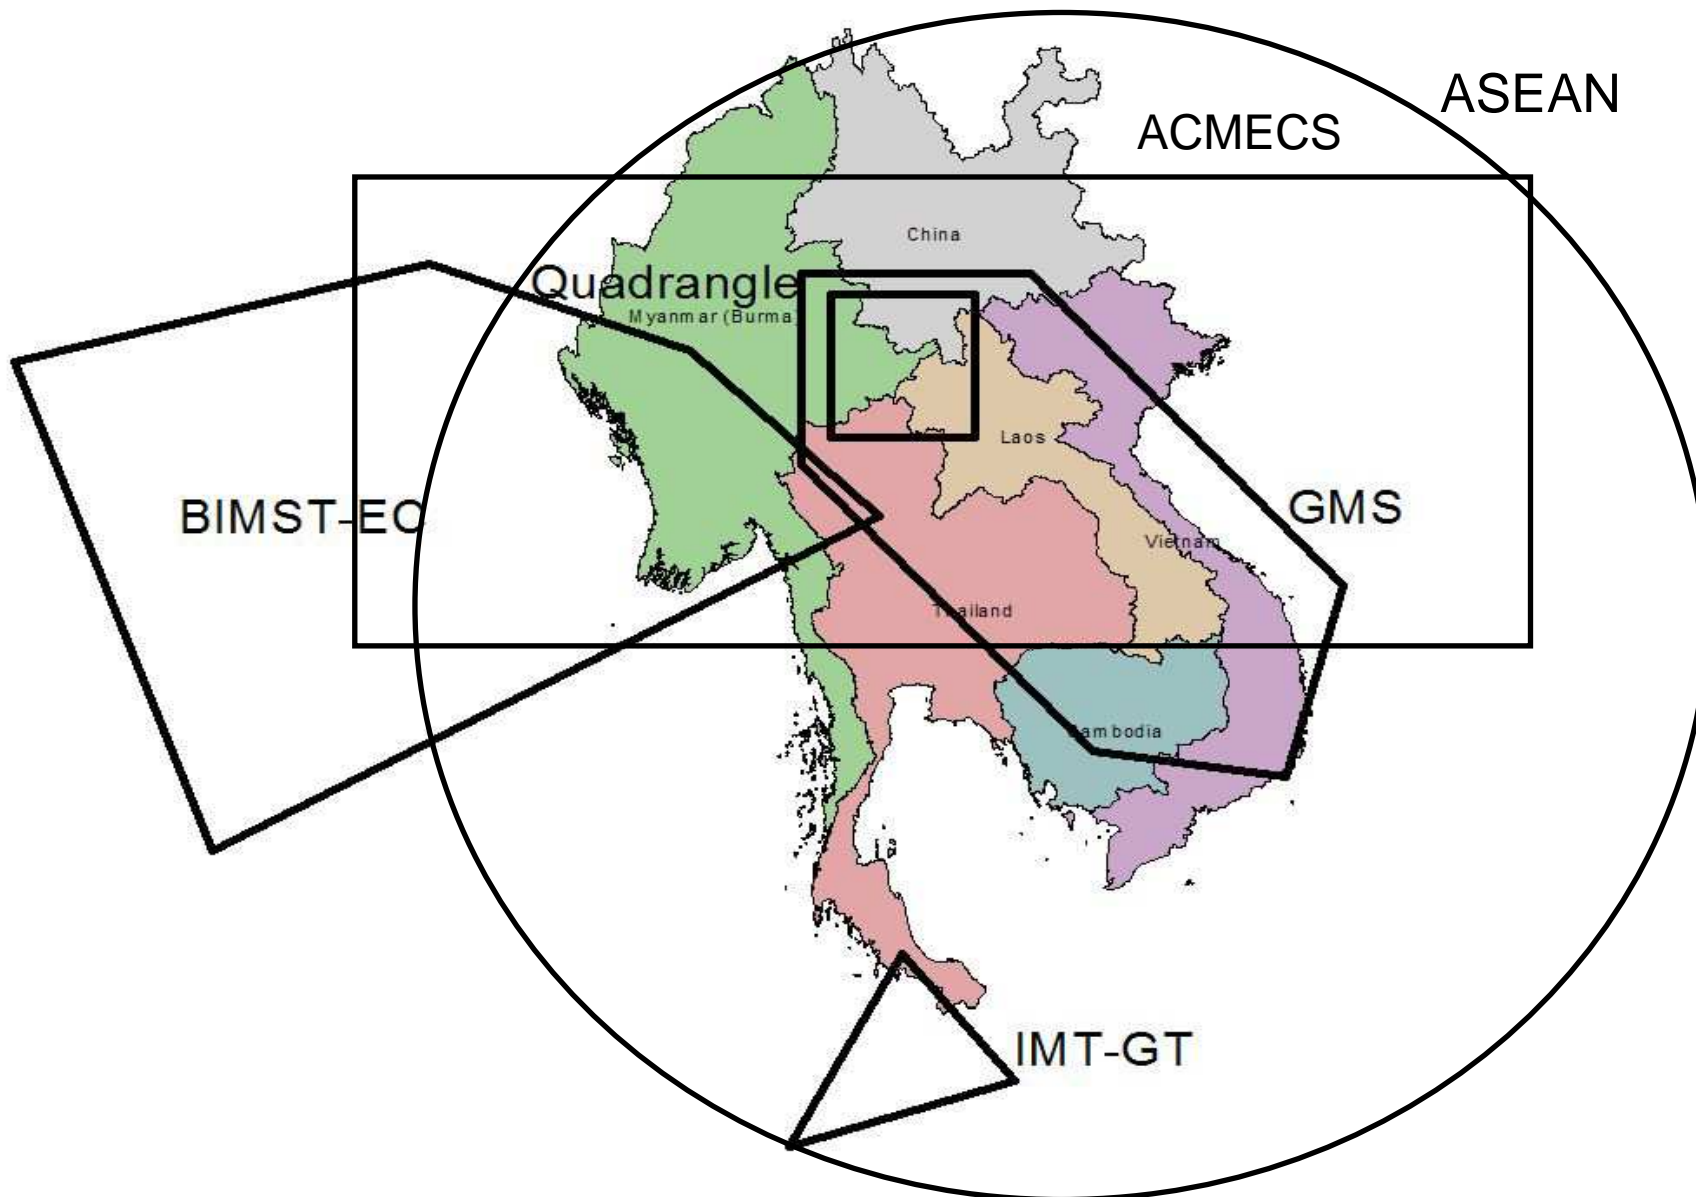 ASEAN
ACMECS
China
Quadrangle
Myanmar (Burma)
Laos
BIMST-EC
GMS
Vietnam
Thailand
Cambodia
IMT-GT